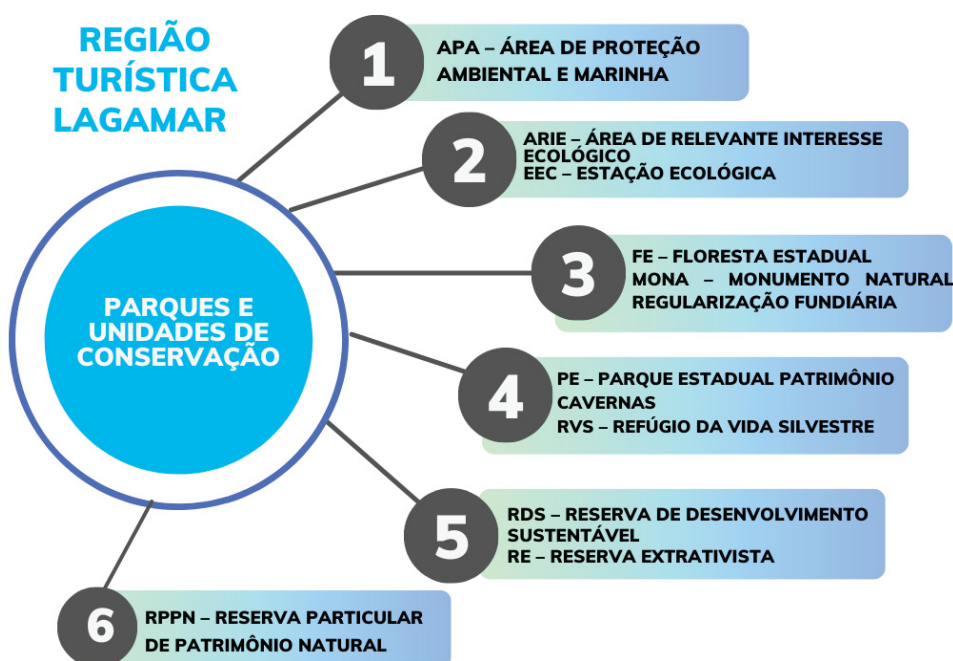 REGIÃO
TURÍSTICA
LAGAMAR
PARQUES E
UNIDADES DE
CONSERVAÇÃO
1
APA – ÁREA DE PROTEÇÃO
AMBIENTAL E MARINHA
2
ARIE – ÁREA DE RELEVANTE INTERESSE
ECOLÓGICO
EEC – ESTAÇÃO ECOLÓGICA
3
FE – FLORESTA ESTADUAL
MONA – MONUMENTO NATURAL
REGULARIZAÇÃO FUNDIÁRIA
4
PE – PARQUE ESTADUAL PATRIMÔNIO
CAVERNAS
RVS – REFÚGIO DA VIDA SILVESTRE
5
RDS – RESERVA DE DESENVOLVIMENTO
SUSTENTÁVEL
RE – RESERVA EXTRATIVISTA
6
RPPN – RESERVA PARTICULAR
DE PATRIMÔNIO NATURAL